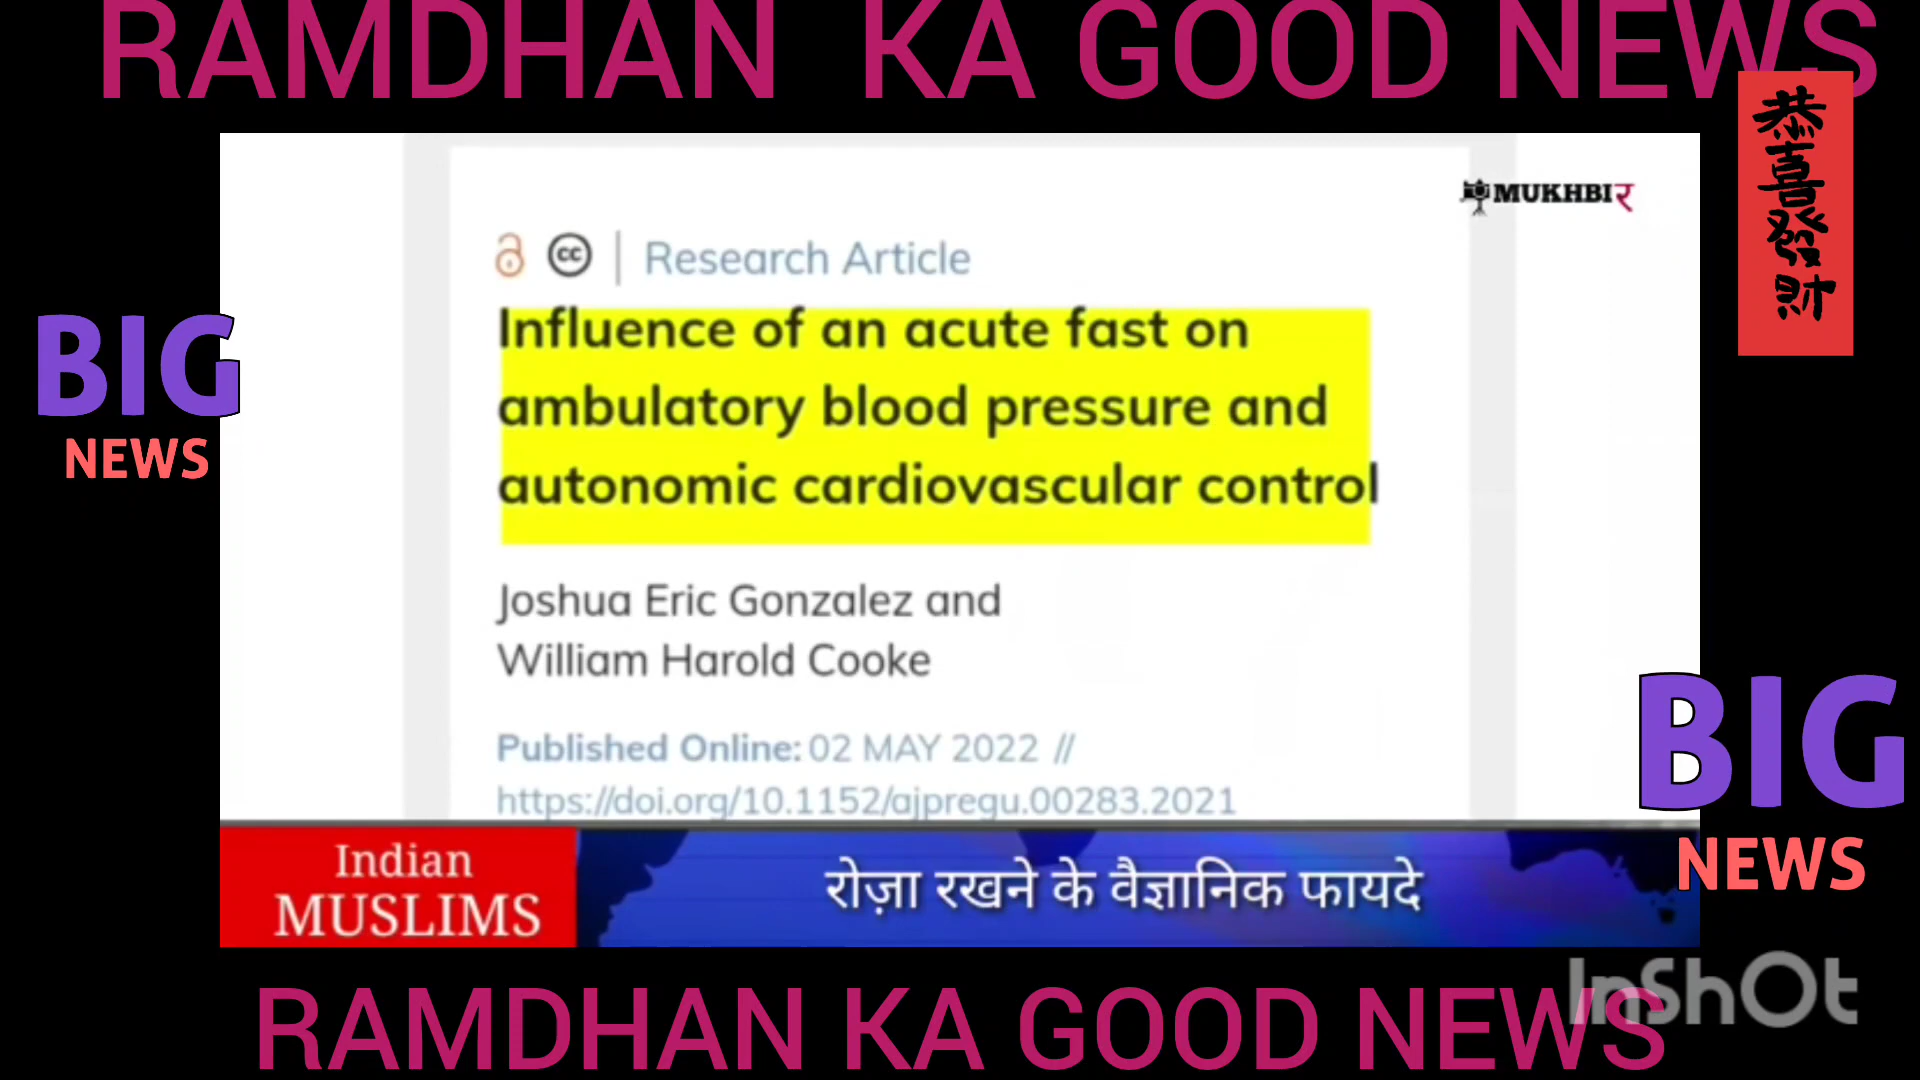 RAMDHAN KA GOOD NEWS
恭喜發财
MUKHBIर
cc
Research Article
Influence of an acute fast on
ambulatory blood pressure and
autonomic cardiovascular control
BIG
NEWS
Joshua Eric Gonzalez and
William Harold Cooke
Published Online: 02 MAY 2022 //
https://doi.org/10.1152/ajpregu.00283.2021
BIG
NEWS
Indian
MUSLIMS
रोज़ा रखने के वैज्ञानिक फायदे
InShOt
RAMDHAN KA GOOD NEWS